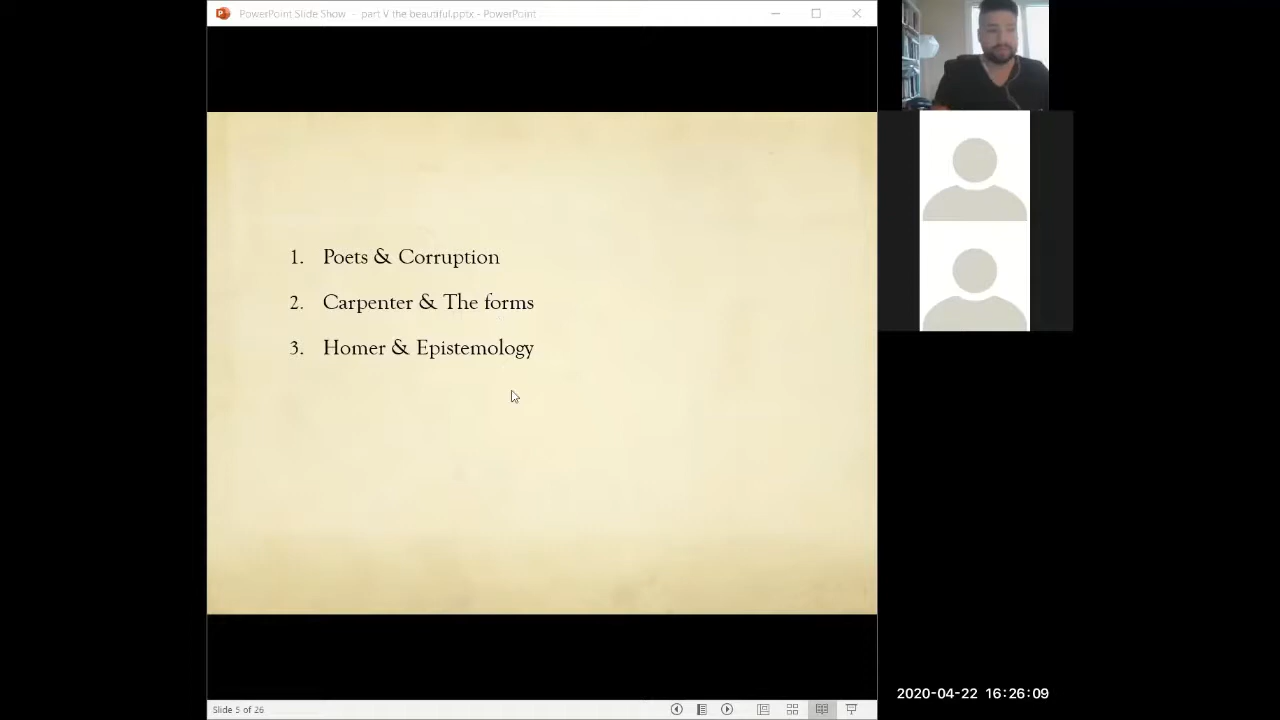 PowerPoint Slide Show - part V the beautiful.pptx - PowerPoint
1. Poets & Corruption
2. Carpenter & The forms
3. Homer & Epistemology
2020-04-22 16:26:09
Slide 5 of 26